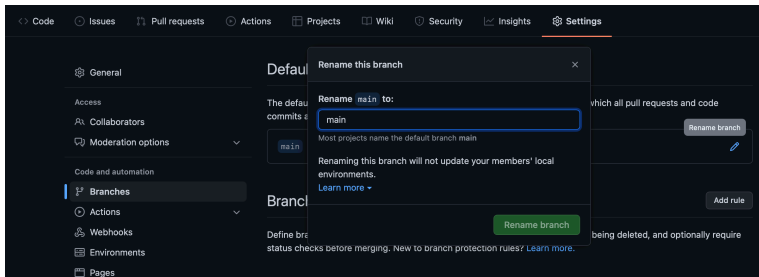 Code Issues Pull requests Actions Projects Wiki Security Insights Settings
General
Access
Collaborators
Moderation options
Code and automation
Branches
Actions
Webhooks
Environments
Pages
Defaul
The defau
which all pull requests and code
commits a
main
Rename branch
Rename this branch
Rename main to:
main
Most projects name the default branch main
Renaming this branch will not update your members' local
environments.
Learn more
Rename branch
Brancl
Add rule
Define bra
being deleted, and optionally require
status checks before merging. New to branch protection rules? Learn more.